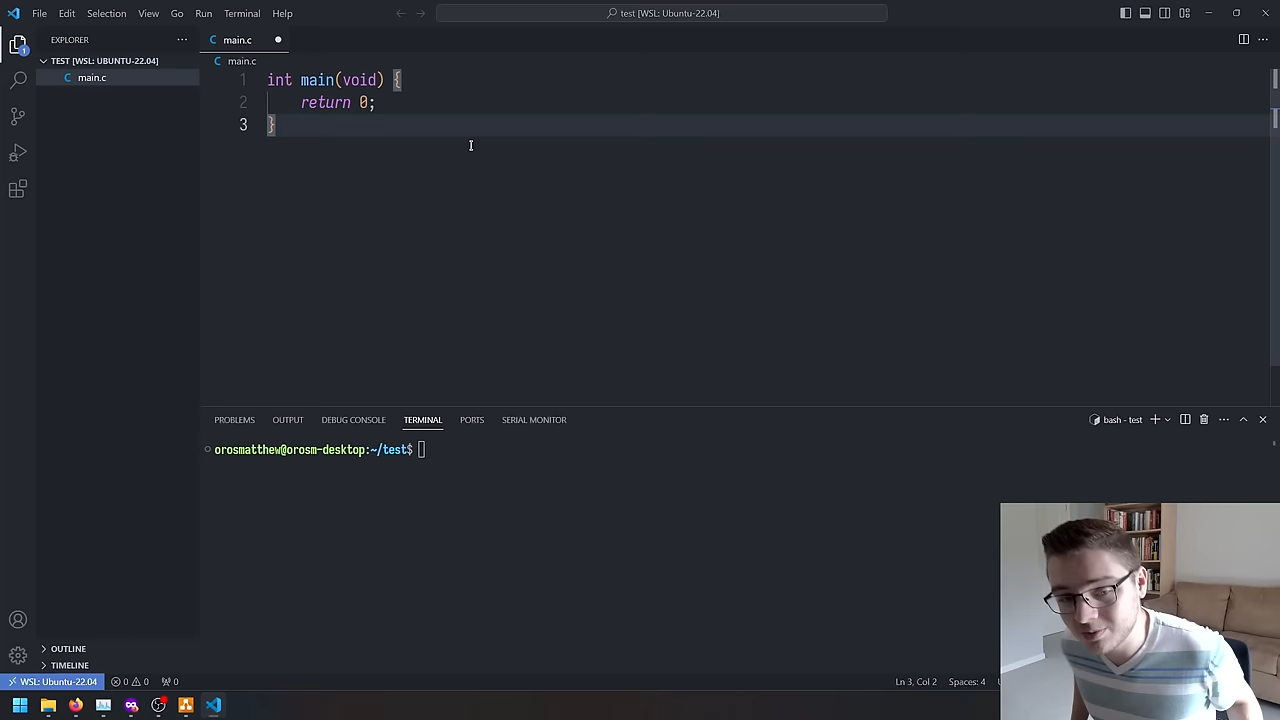 File Edit Selection View Go Run Terminal Help
test [WSL: Ubuntu-22.04]
EXPLORER
main.c
TEST [WSL: UBUNTU-22.04]
main.c
main.c
1 int main(void) {
2 return 0;
3 }
PROBLEMS OUTPUT DEBUG CONSOLE TERMINAL PORTS SERIAL MONITOR
bash - test
orosmatthew@orosm-desktop:~/test$
OUTLINE
TIMELINE
WSL: Ubuntu-22.04 0 0 0
Ln 3, Col 2 Spaces: 4